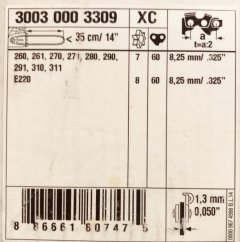 3003 000 3309 XC
< 35 cm/ 14"
a
t=a:2
260, 261, 270, 271, 280, 290, 7 60 8,25 mm/ .325"
291, 310, 311
E220 8 60 8,25 mm/ .325"
1,3 mm
0,050"
8 86661 80747 5